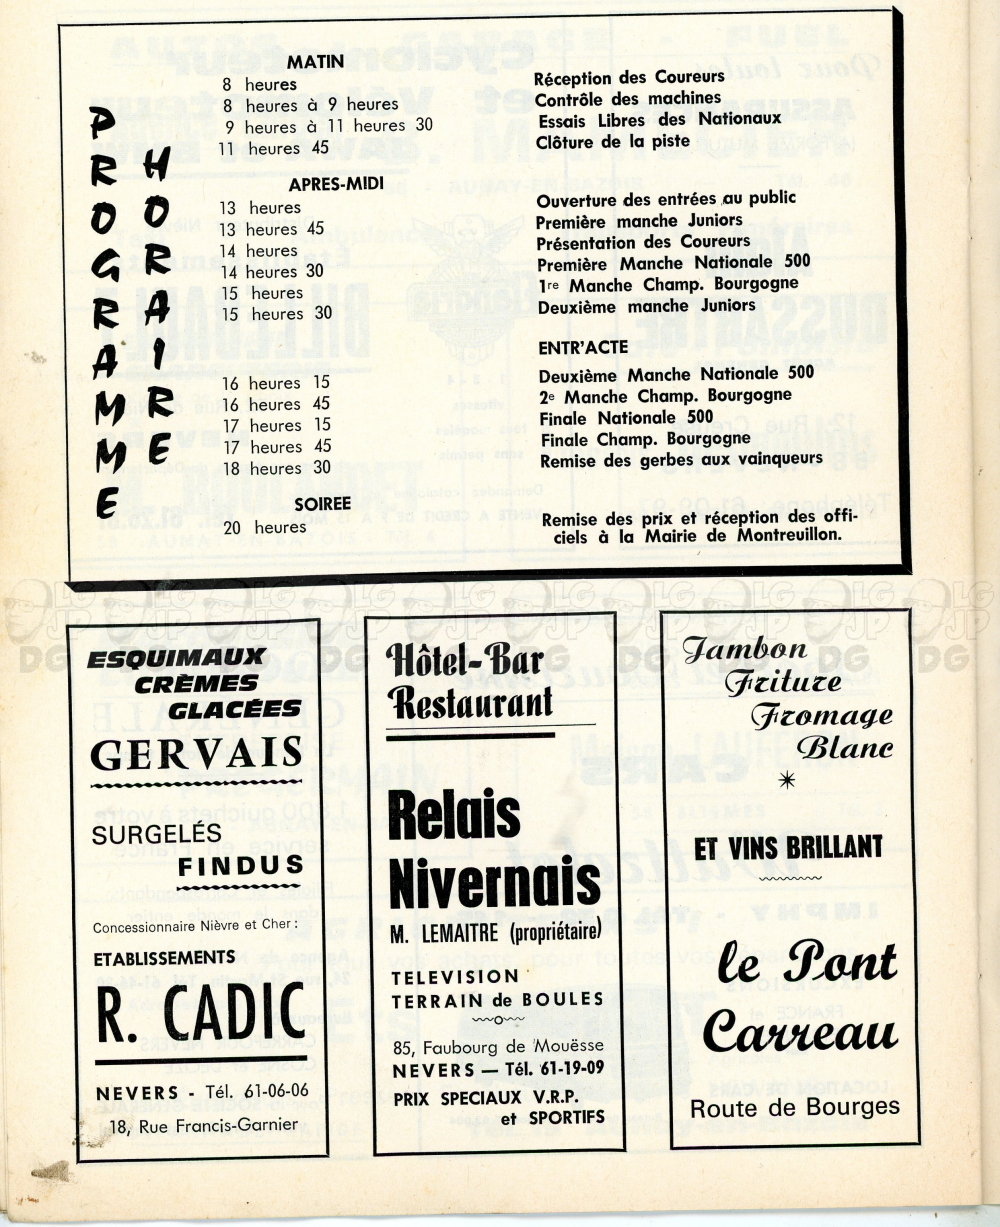 PROGRAMME
HORAIRE
MATIN
8 heures Réception des Coureurs
8 heures à 9 heures Contrôle des machines
9 heures à 11 heures 30 Essais Libres des Nationaux
11 heures 45 Clôture de la piste
APRES-MIDI
13 heures Ouverture des entrées au public
13 heures 45 Première manche Juniors
14 heures Présentation des Coureurs
14 heures 30 Première Manche Nationale 500
15 heures 1re Manche Champ. Bourgogne
15 heures 30 Deuxième manche Juniors
ENTR'ACTE
16 heures 15 Deuxième Manche Nationale 500
16 heures 45 2e Manche Champ. Bourgogne
17 heures 15 Finale Nationale 500
17 heures 45 Finale Champ. Bourgogne
18 heures 30 Remise des gerbes aux vainqueurs
SOIREE
20 heures Remise des prix et réception des offi-
ciels à la Mairie de Montreuillon.
ESQUIMAUX
CRÈMES
GLACÉES
GERVAIS
SURGELÉS
FINDUS
Concessionnaire Nièvre et Cher :
ETABLISSEMENTS
R. CADIC
NEVERS - Tél. 61-06-06
18, Rue Francis-Garnier
Hôtel-Bar
Restaurant
Relais
Nivernais
M. LEMAITRE (propriétaire)
TELEVISION
TERRAIN de BOULES
85, Faubourg de Mouësse
NEVERS — Tél. 61-19-09
PRIX SPECIAUX V.R.P.
et SPORTIFS
Jambon
Friture
Fromage
Blanc
ET VINS BRILLANT
le Pont
Carreau
Route de Bourges
LG
JP
DG